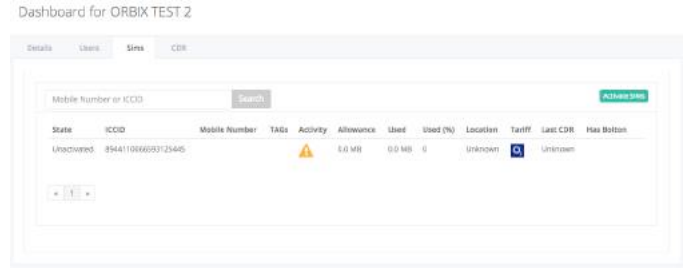 Dashboard for ORBIX TEST 2
Details Users Sims CDR
Mobile Number or ICCID Search ACTIVATE SIMS
State ICCID Mobile Number TAGs Activity Allowance Used Used (%) Location Tariff Last CDR Has Bolton
Unactivated 8944110066593125445 0.0 MB 0.0 MB 0 Unknown O2 Unknown
« 1 »